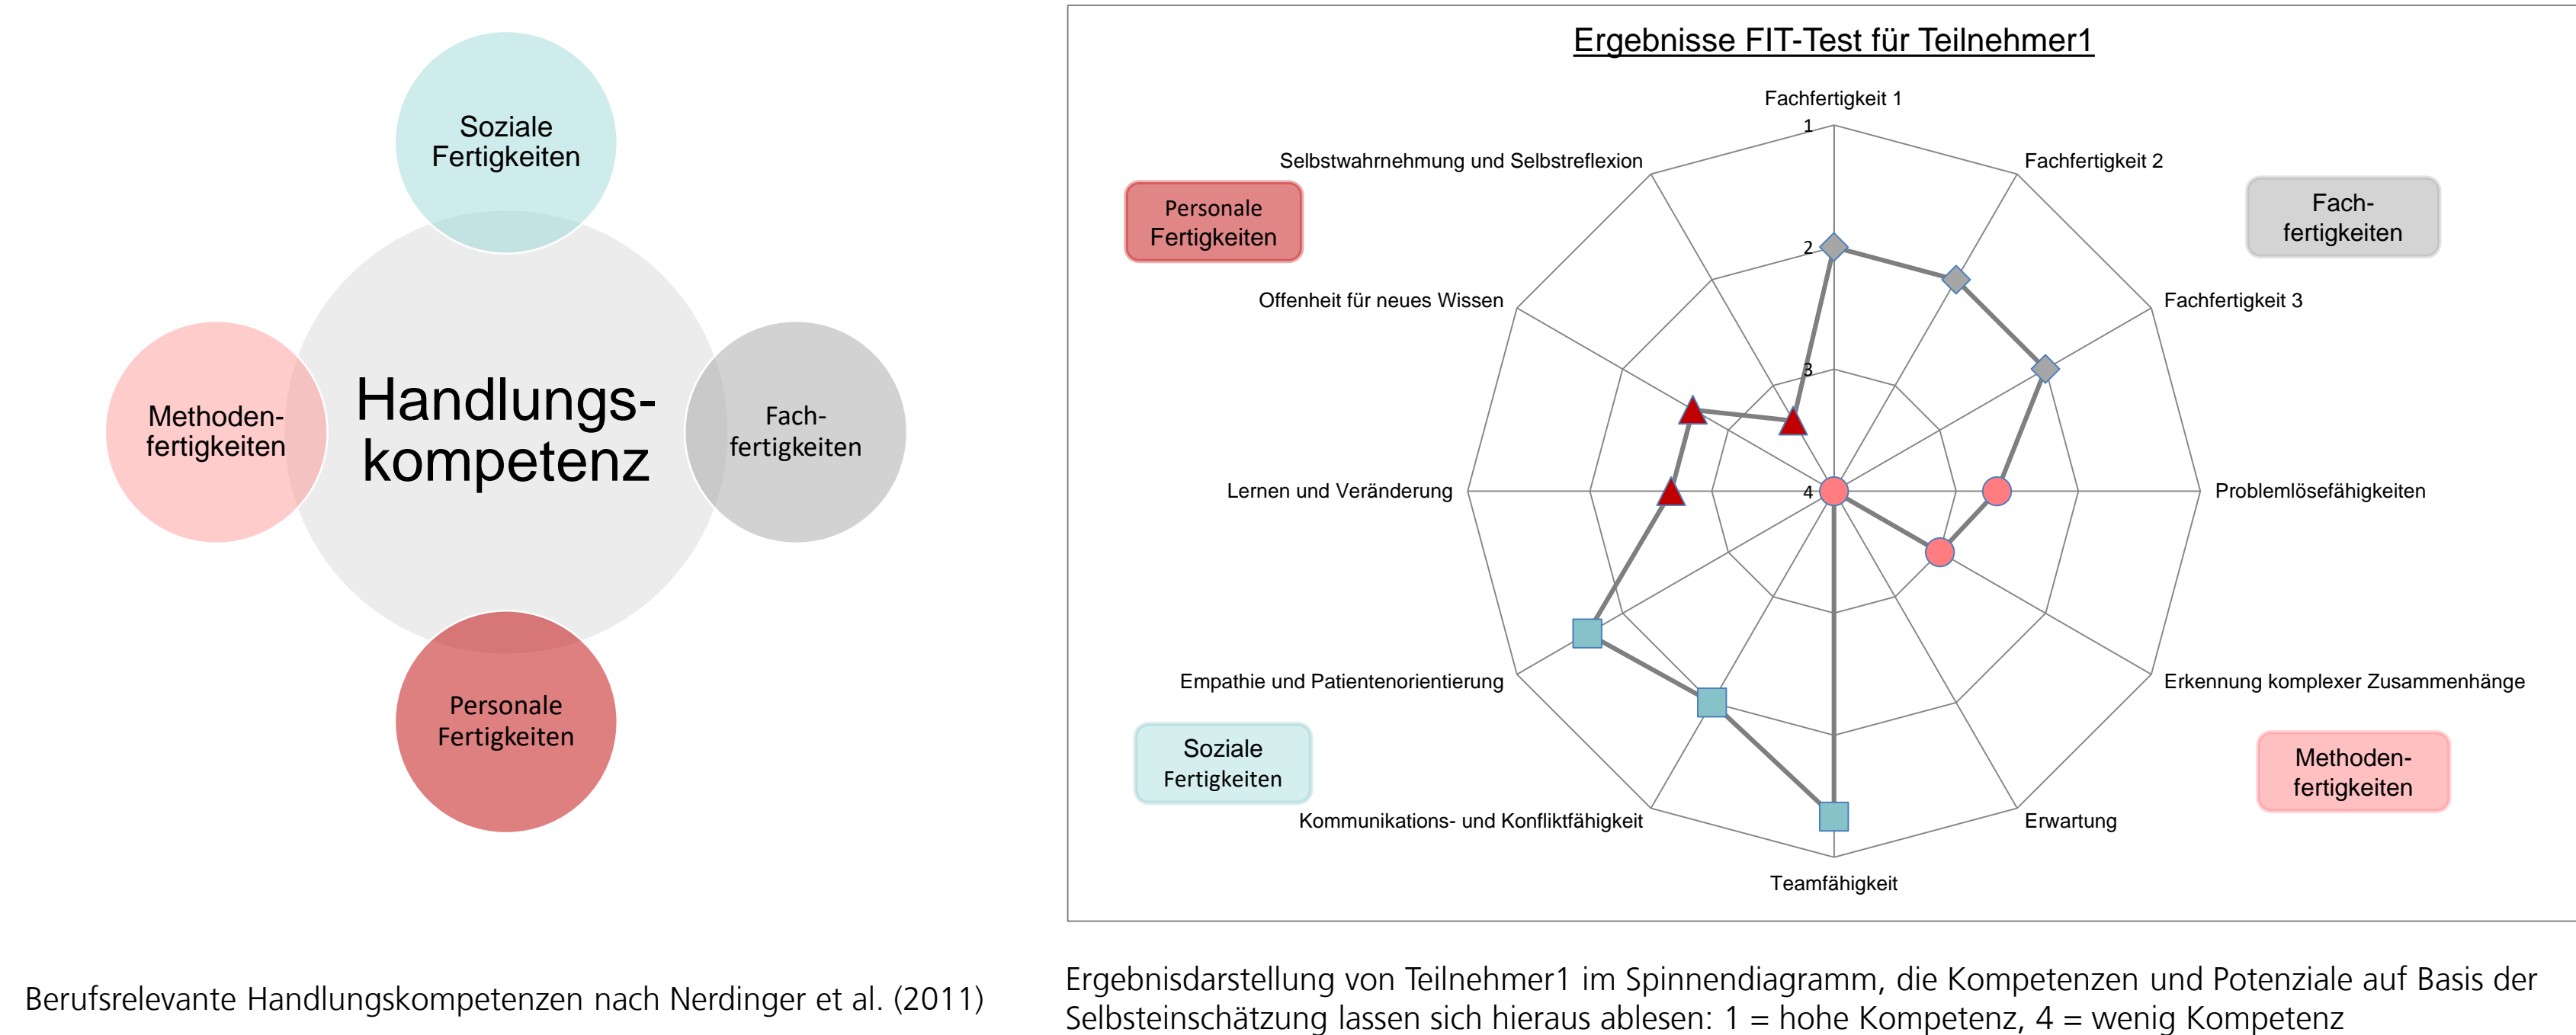 Soziale
Fertigkeiten
Methoden-
fertigkeiten
Handlungs-
kompetenz
Fach-
fertigkeiten
Personale
Fertigkeiten
Berufsrelevante Handlungskompetenzen nach Nerdinger et al. (2011)
Ergebnisse FIT-Test für Teilnehmer1
Fachfertigkeit 1
1
Selbstwahrnehmung und Selbstreflexion
Fachfertigkeit 2
Personale
Fertigkeiten
Fach-
fertigkeiten
2
Offenheit für neues Wissen
Fachfertigkeit 3
3
Lernen und Veränderung
4
Problemlösefähigkeiten
Empathie und Patientenorientierung
Erkennung komplexer Zusammenhänge
Soziale
Fertigkeiten
Methoden-
fertigkeiten
Kommunikations- und Konfliktfähigkeit
Erwartung
Teamfähigkeit
Ergebnisdarstellung von Teilnehmer1 im Spinnendiagramm, die Kompetenzen und Potenziale auf Basis der
Selbsteinschätzung lassen sich hieraus ablesen: 1 = hohe Kompetenz, 4 = wenig Kompetenz